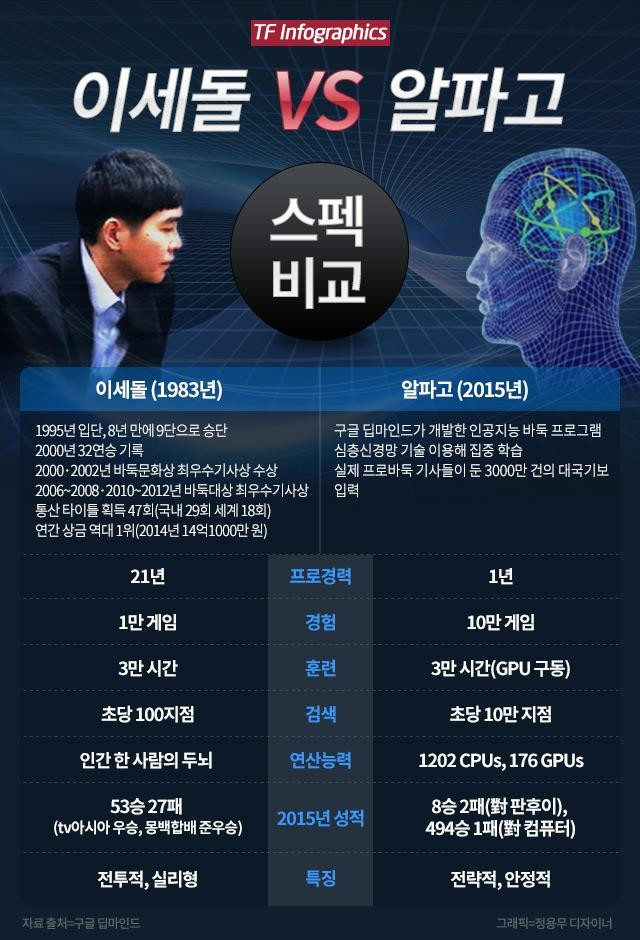 TF Infographics
이세돌 VS 알파고
스펙
비교
이세돌 (1983년)
1995년 입단, 8년 만에 9단으로 승단
2000년 32연승 기록
2000·2002년 바둑문화상 최우수기사상 수상
2006~2008·2010~2012년 바둑대상 최우수기사상
통산 타이틀 획득 47회(국내 29회 세계 18회)
연간 상금 역대 1위(2014년 14억1000만 원)
알파고 (2015년)
구글 딥마인드가 개발한 인공지능 바둑 프로그램
심층신경망 기술 이용해 집중 학습
실제 프로바둑 기사들이 둔 3000만 건의 대국기보
입력
21년 프로경력 1년
1만 게임 경험 10만 게임
3만 시간 훈련 3만 시간(GPU 구동)
초당 100지점 검색 초당 10만 지점
인간 한 사람의 두뇌 연산능력 1202 CPUs, 176 GPUs
53승 27패
(tv아시아 우승, 몽백합배 준우승)
2015년 성적
8승 2패(對 판후이),
494승 1패(對 컴퓨터)
전투적, 실리형 특징 전략적, 안정적
자료 출처=구글 딥마인드
그래픽=정용무 디자이너